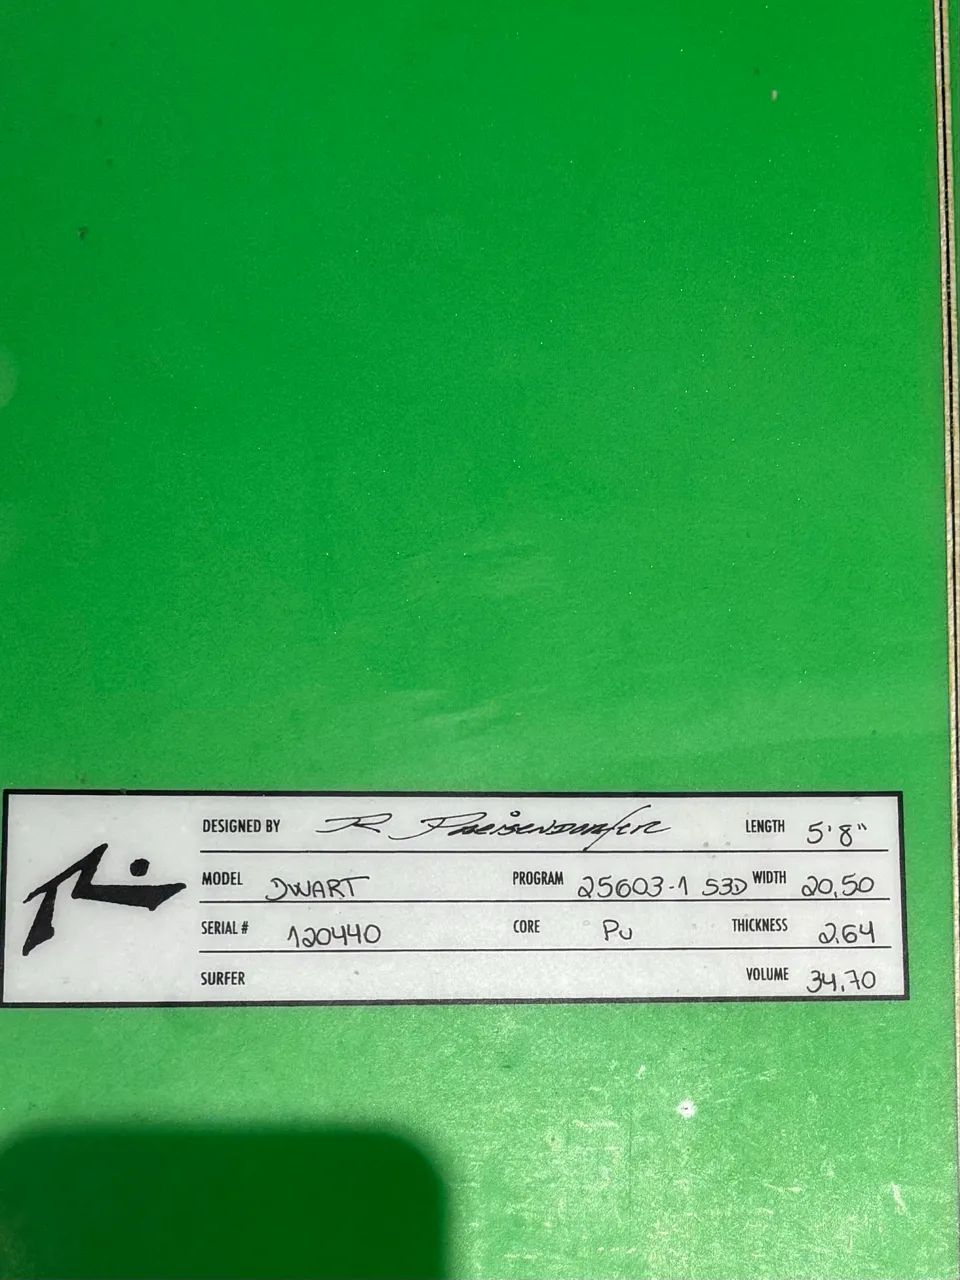 DESIGNED BY R. Preisendorfer LENGTH 5'8"
MODEL DWART PROGRAM 25603-1 S3D WIDTH 20,50
SERIAL # 120440 CORE PU THICKNESS 2.64
SURFER VOLUME 34,70